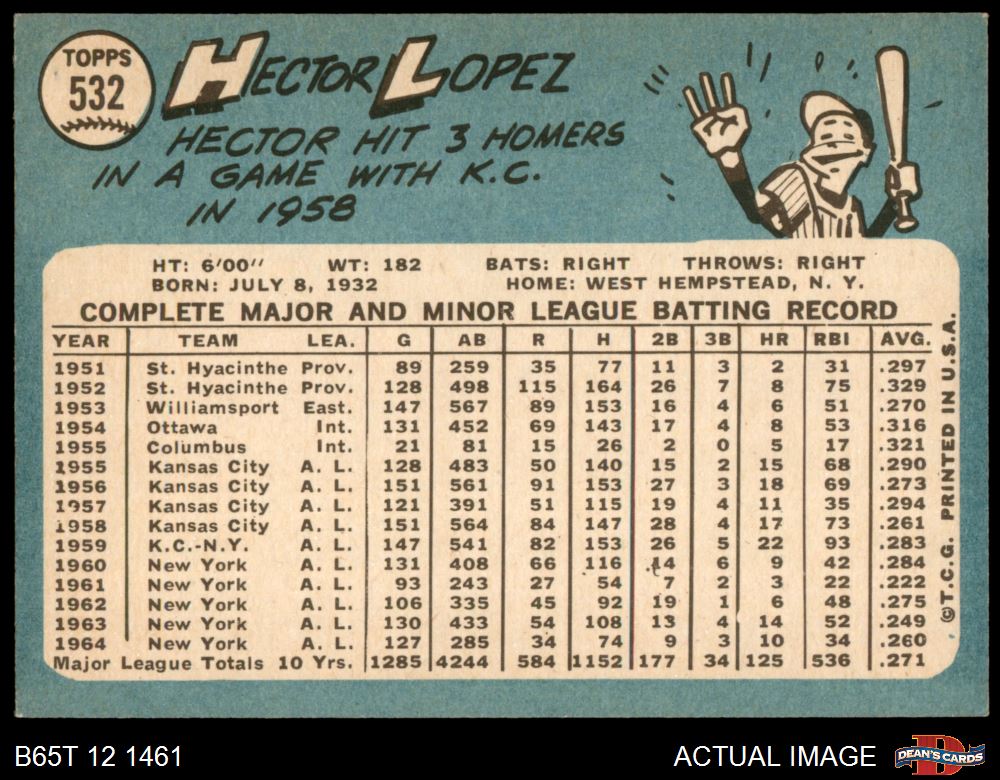 TOPPS
532
HECTOR LOPEZ
HECTOR HIT 3 HOMERS
IN A GAME WITH K.C.
IN 1958
HT: 6'00" WT: 182 BATS: RIGHT THROWS: RIGHT
BORN: JULY 8, 1932 HOME: WEST HEMPSTEAD, N. Y.
COMPLETE MAJOR AND MINOR LEAGUE BATTING RECORD
YEAR TEAM LEA. G AB R H 2B 3B HR RBI AVG.
1951 St. Hyacinthe Prov. 89 259 35 77 11 3 2 31 .297
1952 St. Hyacinthe Prov. 128 498 115 164 26 7 8 75 .329
1953 Williamsport East. 147 567 89 153 16 4 6 51 .270
1954 Ottawa Int. 131 452 69 143 17 4 8 53 .316
1955 Columbus Int. 21 81 15 26 2 0 5 17 .321
1955 Kansas City A. L. 128 483 50 140 15 2 15 68 .290
1956 Kansas City A. L. 151 561 91 153 27 3 18 69 .273
1957 Kansas City A. L. 121 391 51 115 19 4 11 35 .294
1958 Kansas City A. L. 151 564 84 147 28 4 17 73 .261
1959 K.C.-N.Y. A. L. 147 541 82 153 26 5 22 93 .283
1960 New York A. L. 131 408 66 116 14 6 9 42 .284
1961 New York A. L. 93 243 27 54 7 2 3 22 .222
1962 New York A. L. 106 335 45 92 19 1 6 48 .275
1963 New York A. L. 130 433 54 108 13 4 14 52 .249
1964 New York A. L. 127 285 34 74 9 3 10 34 .260
Major League Totals 10 Yrs. 1285 4244 584 1152 177 34 125 536 .271
©T.C.G. PRINTED IN U.S.A.
B65T 12 1461
ACTUAL IMAGE
DEAN'S CARDS